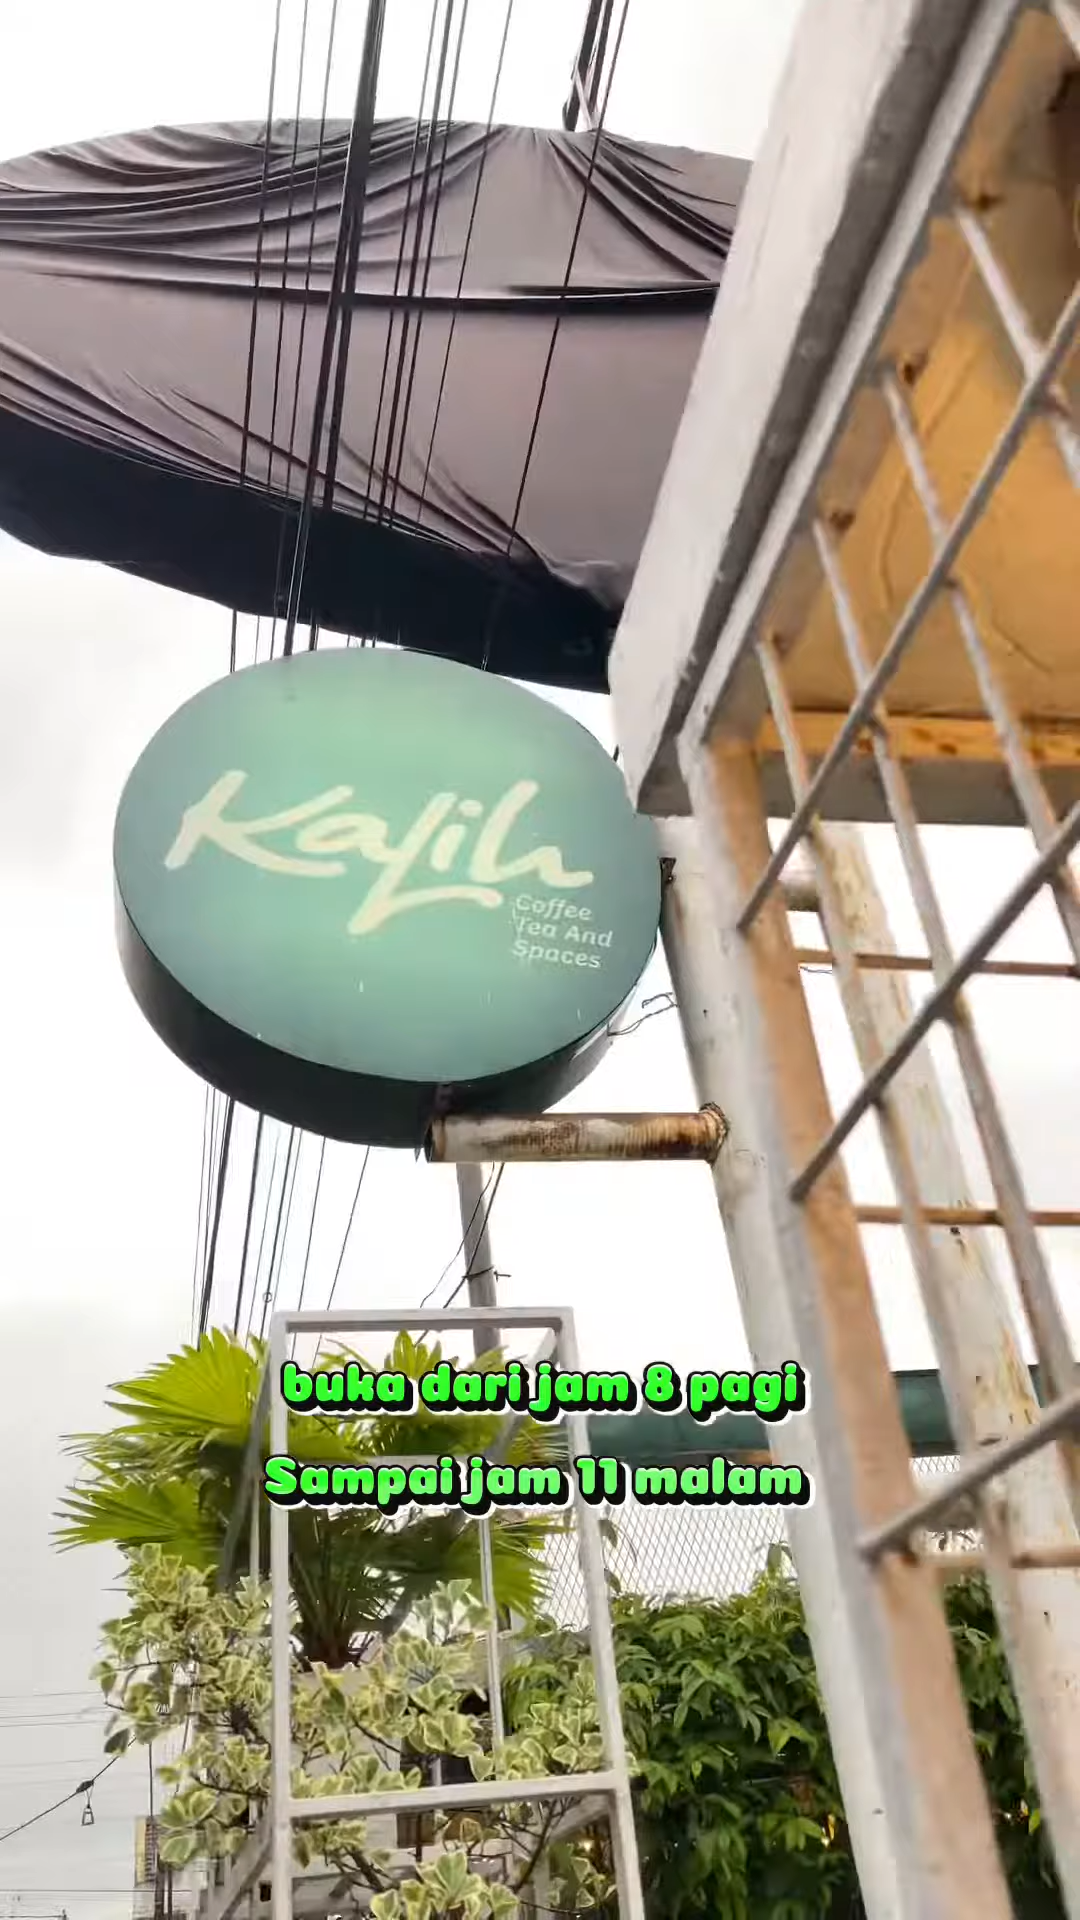 Kalih
Coffee
Tea And
Spaces
buka dari jam 8 pagi
Sampai jam 11 malam